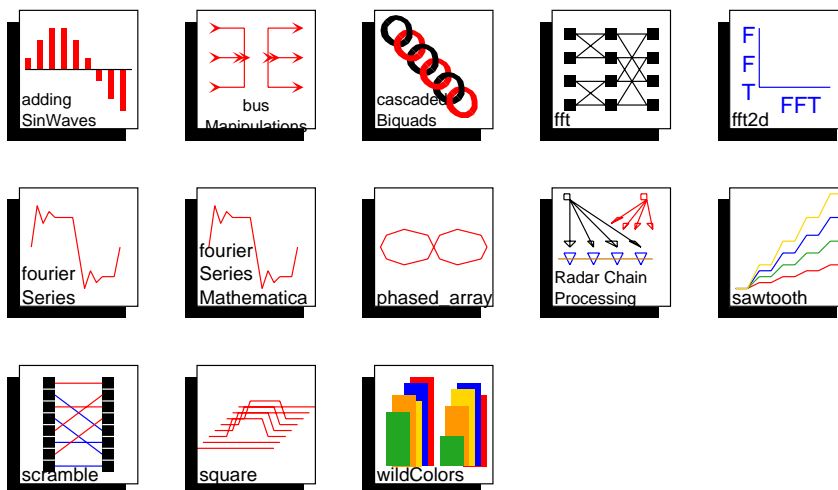 adding
SinWaves
bus
Manipulations
cascaded
Biquads
fft
F
F
T
FFT
fft2d
fourier
Series
fourier
Series
Mathematica
phased_array
Radar Chain
Processing
sawtooth
scramble
square
wildColors